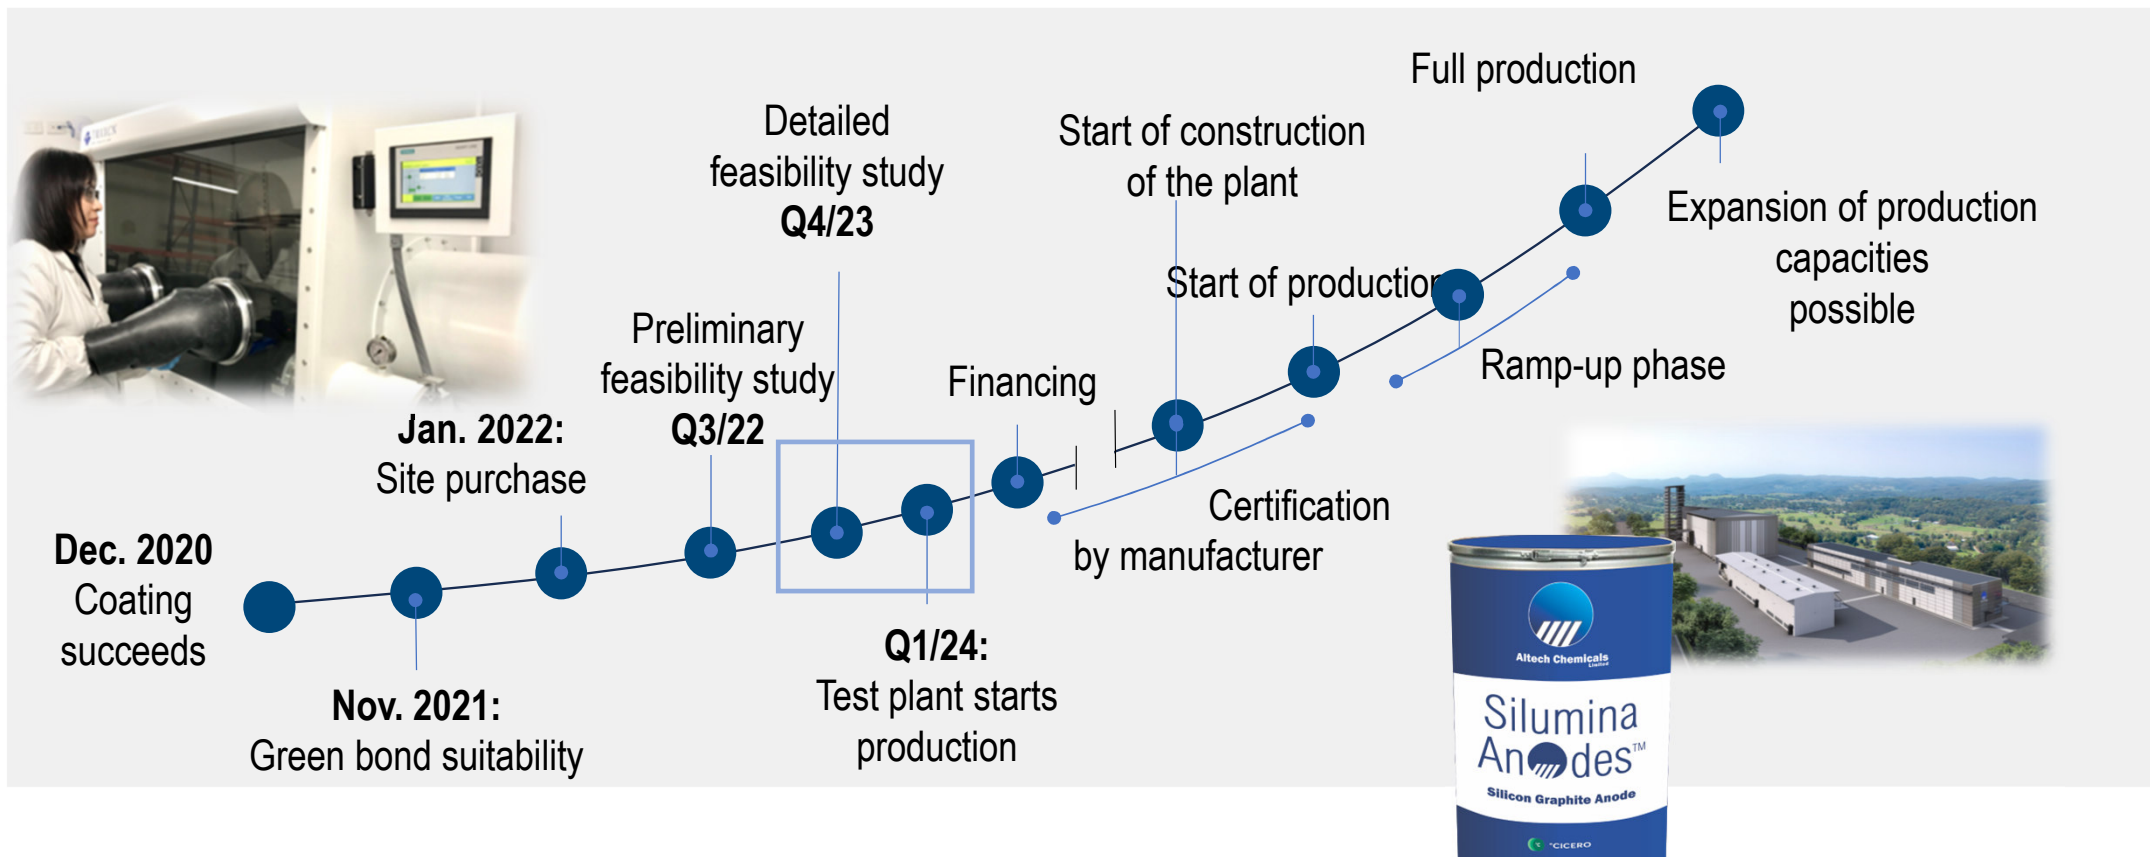 Dec. 2020
Coating
succeeds
Nov. 2021:
Green bond suitability
Jan. 2022:
Site purchase
Preliminary
feasibility study
Q3/22
Detailed
feasibility study
Q4/23
Q1/24:
Test plant starts
production
Financing
Start of construction
of the plant
Certification
by manufacturer
Start of production
Ramp-up phase
Full production
Expansion of production
capacities
possible
Altech Chemicals
Limited
Silumina
Anodes™
Silicon Graphite Anode
°CICERO